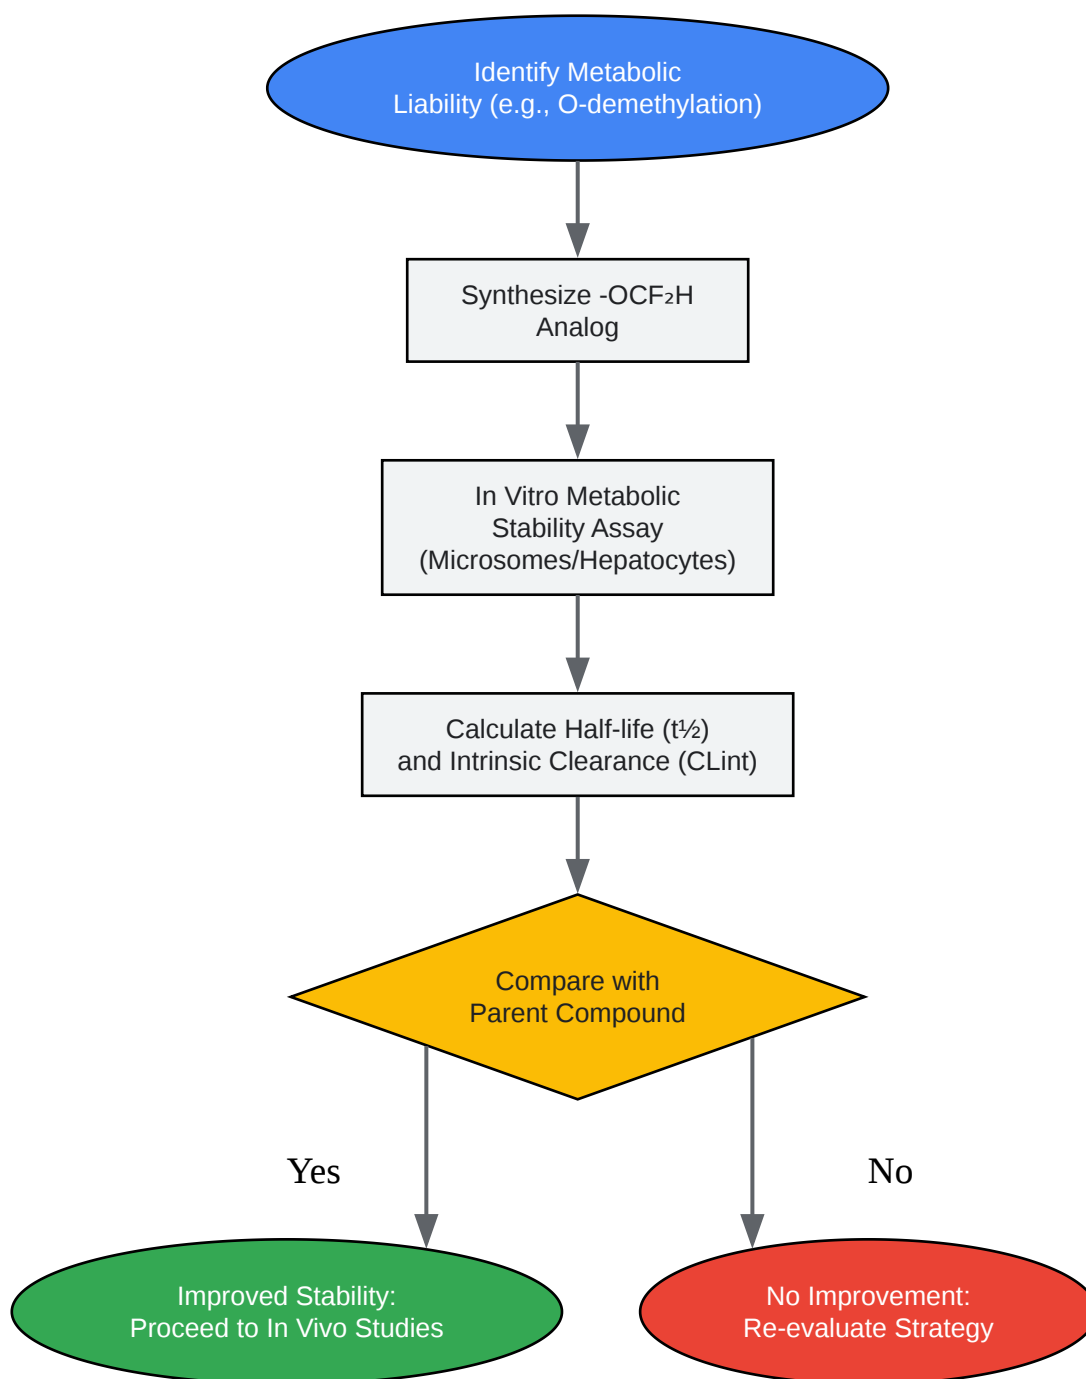 Identify Metabolic
Liability (e.g., O-demethylation)
Synthesize -OCF₂H
Analog
In Vitro Metabolic
Stability Assay
(Microsomes/Hepatocytes)
Calculate Half-life (t½)
and Intrinsic Clearance (CLint)
Compare with
Parent Compound
Yes
No
Improved Stability:
Proceed to In Vivo Studies
No Improvement:
Re-evaluate Strategy